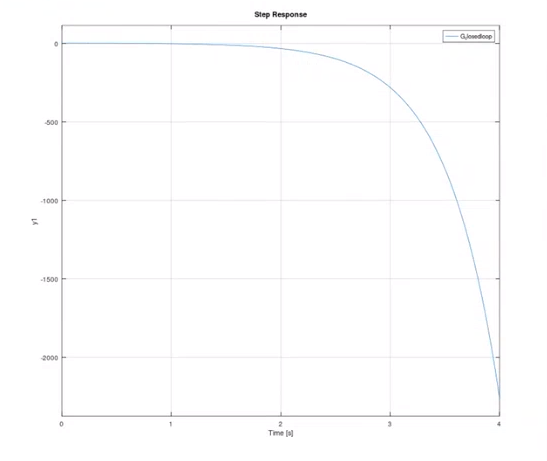 Step Response
G_closedloop
0
-500
-1000
-1500
-2000
y1
0
1
2
3
4
Time [s]